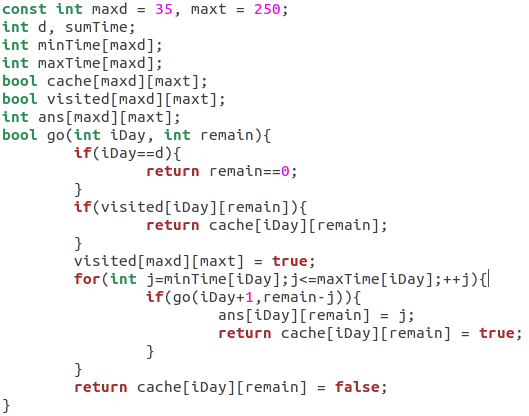 const int maxd = 35, maxt = 250;
int d, sumTime;
int minTime[maxd];
int maxTime[maxd];
bool cache[maxd][maxt];
bool visited[maxd][maxt];
int ans[maxd][maxt];
bool go(int iDay, int remain){
        if(iDay==d){
                return remain==0;
        }
        if(visited[iDay][remain]){
                return cache[iDay][remain];
        }
        visited[maxd][maxt] = true;
        for(int j=minTime[iDay];j<=maxTime[iDay];++j){
                if(go(iDay+1,remain-j)){
                        ans[iDay][remain] = j;
                        return cache[iDay][remain] = true;
                }
        }
        return cache[iDay][remain] = false;
}